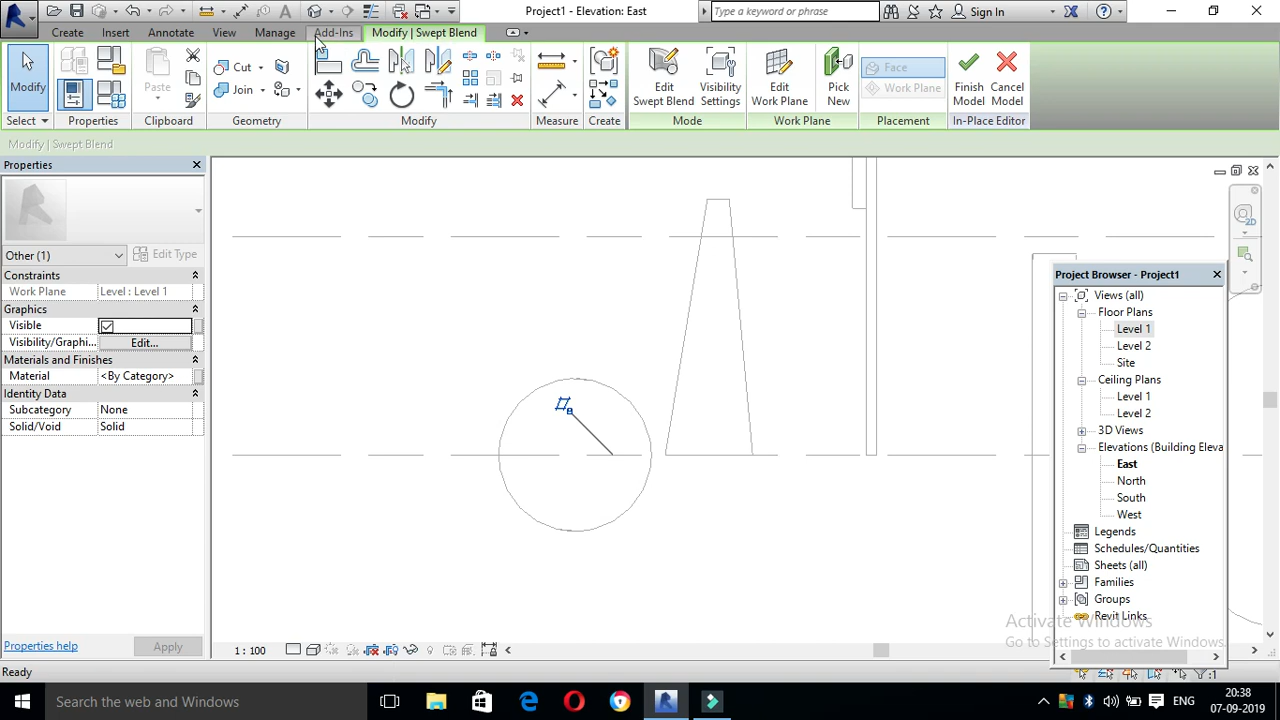 Project1 - Elevation: East
Type a keyword or phrase
Sign In
Create
Insert
Annotate
View
Manage
Add-Ins
Modify | Swept Blend
Modify
Paste
Cut
Join
Edit Swept Blend
Visibility Settings
Edit Work Plane
Pick New
Face
Work Plane
Finish Model
Cancel Model
Select
Properties
Clipboard
Geometry
Modify
Measure
Create
Mode
Work Plane
Placement
In-Place Editor
Modify | Swept Blend
Properties
Other (1)
Edit Type
Constraints
Work Plane
Level : Level 1
Graphics
Visible
Visibility/Graphi...
Edit...
Materials and Finishes
Material
<By Category>
Identity Data
Subcategory
None
Solid/Void
Solid
Properties help
Apply
2D
Project Browser - Project1
Views (all)
Floor Plans
Level 1
Level 2
Site
Ceiling Plans
Level 1
Level 2
3D Views
Elevations (Building Eleva
East
North
South
West
Legends
Schedules/Quantities
Sheets (all)
Families
Groups
Revit Links
Activate Windows
Go to Settings to activate Windows.
1 : 100
Ready
:1
Search the web and Windows
ENG
20:38
07-09-2019